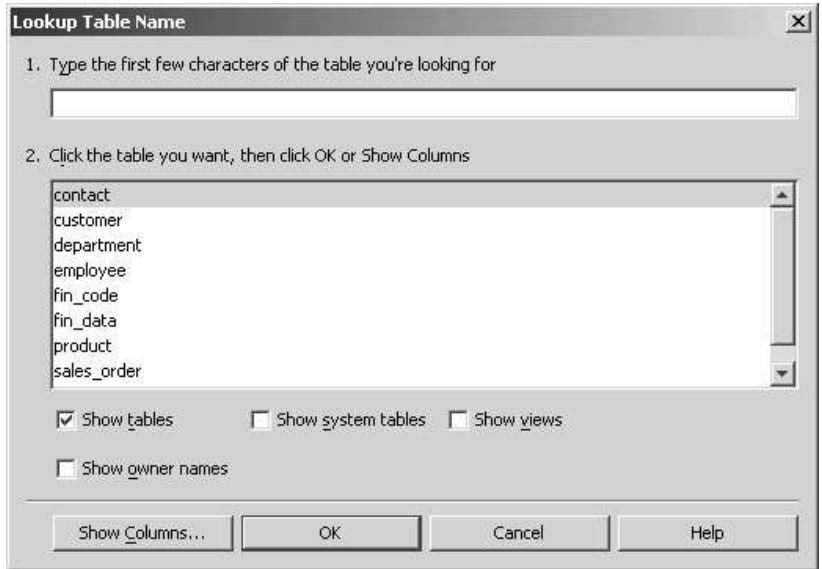 Lookup Table Name
1. Type the first few characters of the table you're looking for
2. Click the table you want, then click OK or Show Columns
contact
customer
department
employee
fin_code
fin_data
product
sales_order
Show tables Show system tables Show views
Show owner names
Show Columns... OK Cancel Help